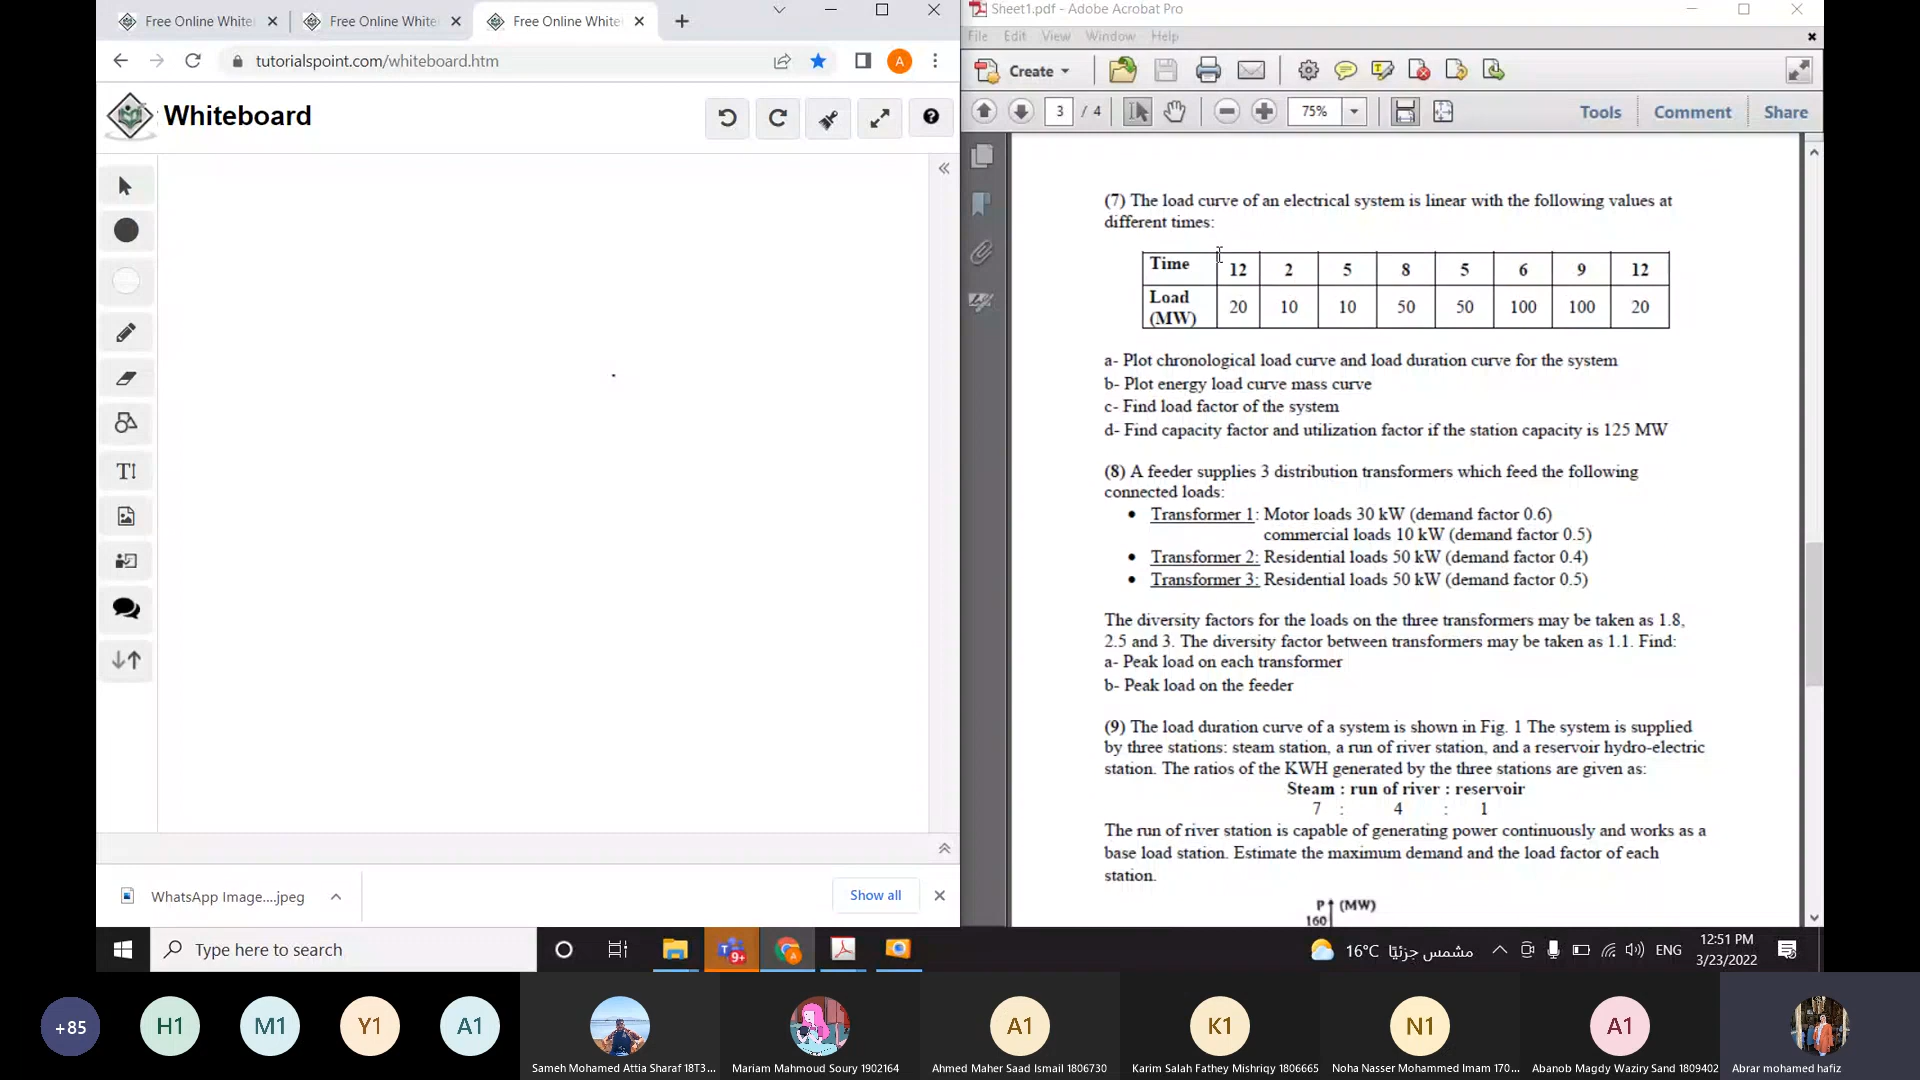 Free Online White
Free Online White
Free Online White
tutorialspoint.com/whiteboard.htm
A
Whiteboard
T
WhatsApp Image....jpeg
Show all
Sheet1.pdf - Adobe Acrobat Pro
File Edit View Window Help
Create
3 / 4
75%
Tools Comment Share
(7) The load curve of an electrical system is linear with the following values at
different times:
Time 12 2 5 8 5 6 9 12
Load
(MW) 20 10 10 50 50 100 100 20
a- Plot chronological load curve and load duration curve for the system
b- Plot energy load curve mass curve
c- Find load factor of the system
d- Find capacity factor and utilization factor if the station capacity is 125 MW
(8) A feeder supplies 3 distribution transformers which feed the following
connected loads:
• Transformer 1: Motor loads 30 kW (demand factor 0.6)
commercial loads 10 kW (demand factor 0.5)
• Transformer 2: Residential loads 50 kW (demand factor 0.4)
• Transformer 3: Residential loads 50 kW (demand factor 0.5)
The diversity factors for the loads on the three transformers may be taken as 1.8,
2.5 and 3. The diversity factor between transformers may be taken as 1.1. Find:
a- Peak load on each transformer
b- Peak load on the feeder
(9) The load duration curve of a system is shown in Fig. 1 The system is supplied
by three stations: steam station, a run of river station, and a reservoir hydro-electric
station. The ratios of the KWH generated by the three stations are given as:
Steam : run of river : reservoir
7 : 4 : 1
The run of river station is capable of generating power continuously and works as a
base load station. Estimate the maximum demand and the load factor of each
station.
P (MW)
160
Type here to search
9+
16°C مشمس جزئيًا
ENG
12:51 PM
3/23/2022
+85
H1
M1
Y1
A1
A1
K1
N1
A1
Sameh Mohamed Attia Sharaf 18T3...
Mariam Mahmoud Soury 1902164
Ahmed Maher Saad Ismail 1806730
Karim Salah Fathey Mishriqy 1806665
Noha Nasser Mohammed Imam 170...
Abanob Magdy Waziry Sand 1809402
Abrar mohamed hafiz